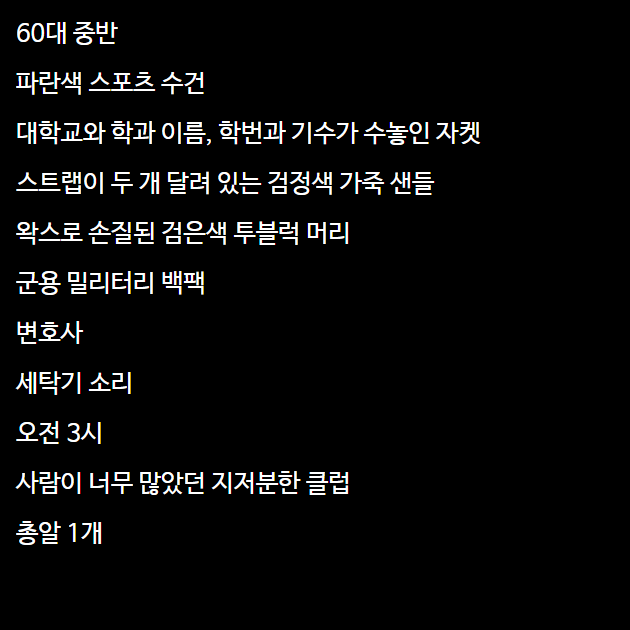 60대 중반
파란색 스포츠 수건
대학교와 학과 이름, 학번과 기수가 수놓인 자켓
스트랩이 두 개 달려 있는 검정색 가죽 샌들
왁스로 손질된 검은색 투블럭 머리
군용 밀리터리 백팩
변호사
세탁기 소리
오전 3시
사람이 너무 많았던 지저분한 클럽
총알 1개